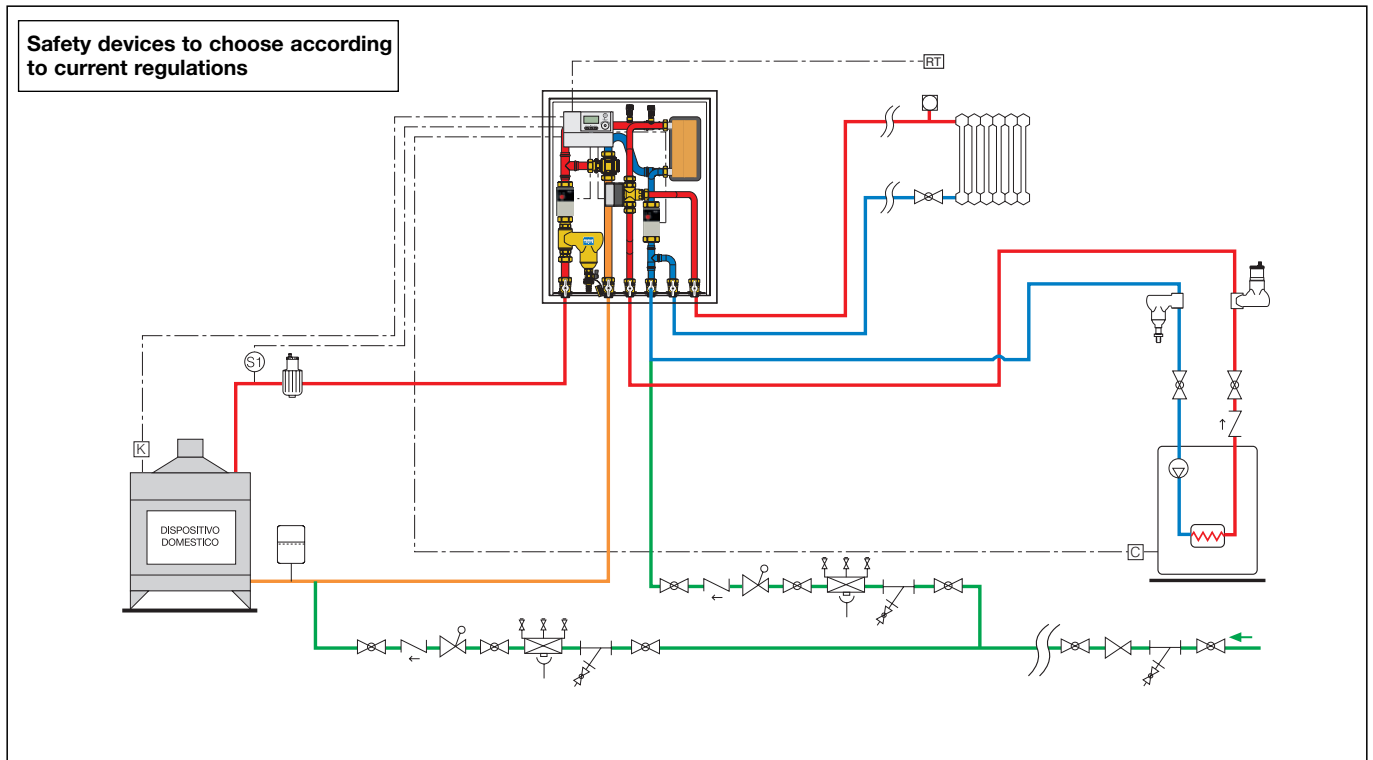 Safety devices to choose according
to current regulations
RT
S1
K
DISPOSITIVO
DOMESTICO
C